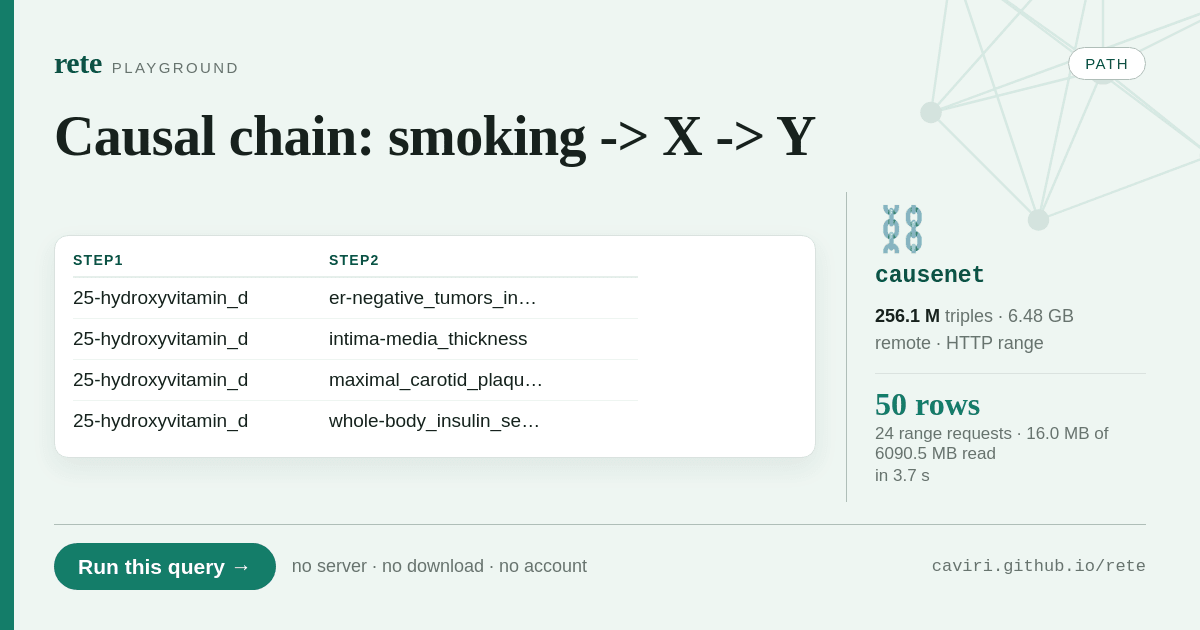 rete PLAYGROUND
PATH
Causal chain: smoking -> X -> Y
STEP1 STEP2
25-hydroxyvitamin_d er-negative_tumors_in…
25-hydroxyvitamin_d intima-media_thickness
25-hydroxyvitamin_d maximal_carotid_plaqu…
25-hydroxyvitamin_d whole-body_insulin_se…
causenet
256.1 M triples · 6.48 GB
remote · HTTP range
50 rows
24 range requests · 16.0 MB of
6090.5 MB read
in 3.7 s
Run this query →
no server · no download · no account
caviri.github.io/rete